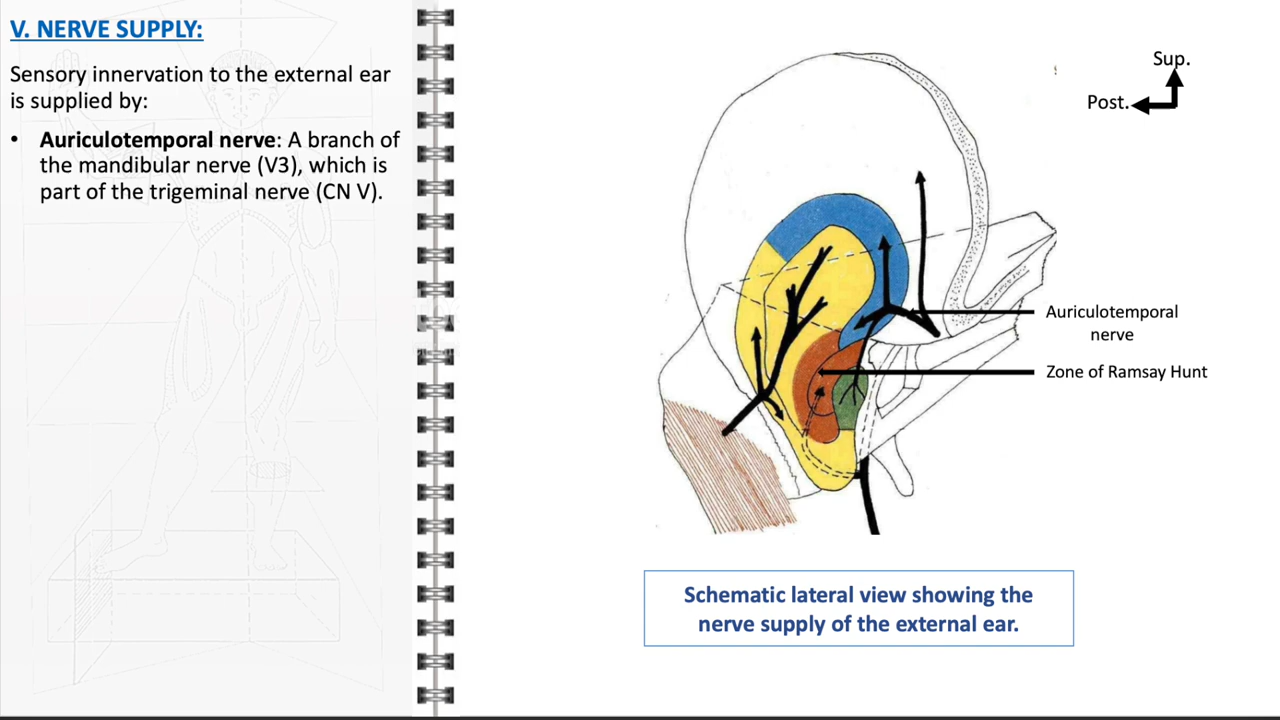 V. NERVE SUPPLY:
Sensory innervation to the external ear
is supplied by:
• Auriculotemporal nerve: A branch of
the mandibular nerve (V3), which is
part of the trigeminal nerve (CN V).
Sup.
Post.
Auriculotemporal
nerve
Zone of Ramsay Hunt
Schematic lateral view showing the
nerve supply of the external ear.